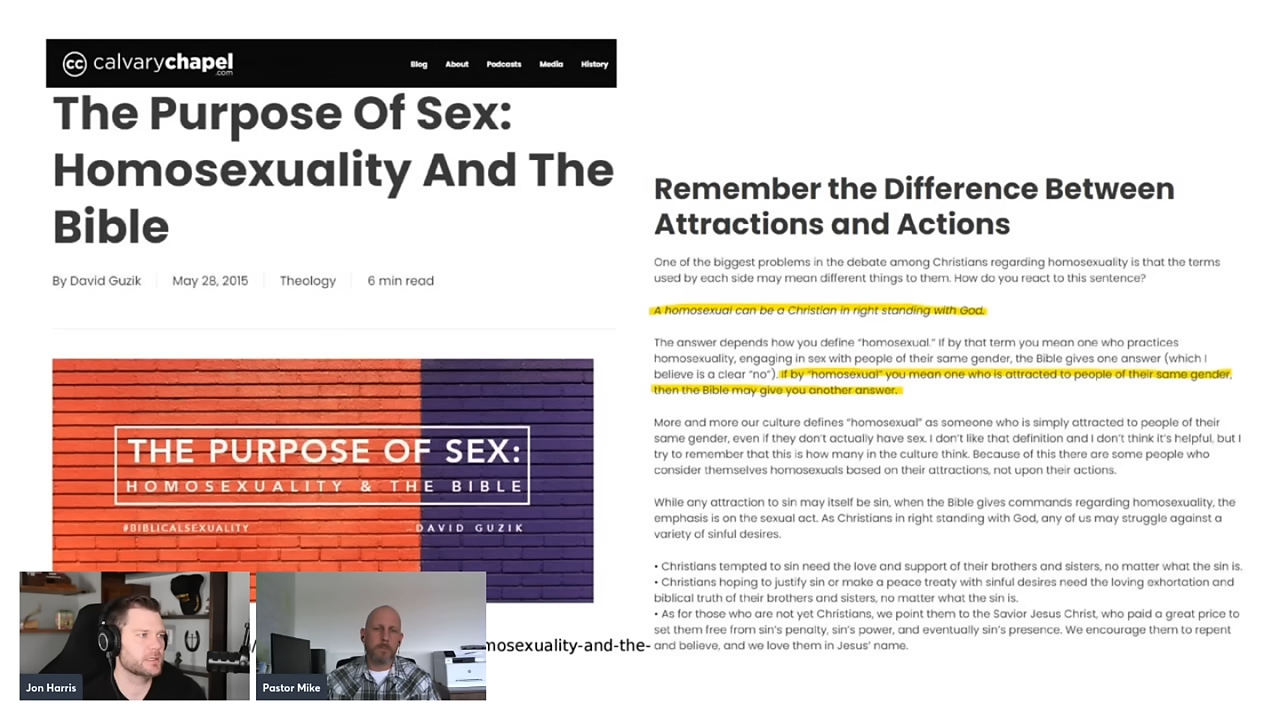 cc calvarychapel
.com
Blog About Podcasts Media History
The Purpose Of Sex:
Homosexuality And The
Bible
By David Guzik May 28, 2015 Theology 6 min read
THE PURPOSE OF SEX:
HOMOSEXUALITY & THE BIBLE
#BIBLICALSEXUALITY DAVID GUZIK
mosexuality-and-the-
Jon Harris
Pastor Mike
Remember the Difference Between
Attractions and Actions
One of the biggest problems in the debate among Christians regarding homosexuality is that the terms
used by each side may mean different things to them. How do you react to this sentence?
A homosexual can be a Christian in right standing with God.
The answer depends how you define “homosexual.” If by that term you mean one who practices
homosexuality, engaging in sex with people of their same gender, the Bible gives one answer (which I
believe is a clear “no”). If by “homosexual” you mean one who is attracted to people of their same gender,
then the Bible may give you another answer.
More and more our culture defines “homosexual” as someone who is simply attracted to people of their
same gender, even if they don’t actually have sex. I don’t like that definition and I don’t think it’s helpful, but I
try to remember that this is how many in the culture think. Because of this there are some people who
consider themselves homosexuals based on their attractions, not upon their actions.
While any attraction to sin may itself be sin, when the Bible gives commands regarding homosexuality, the
emphasis is on the sexual act. As Christians in right standing with God, any of us may struggle against a
variety of sinful desires.
• Christians tempted to sin need the love and support of their brothers and sisters, no matter what the sin is.
• Christians hoping to justify sin or make a peace treaty with sinful desires need the loving exhortation and
biblical truth of their brothers and sisters, no matter what the sin is.
• As for those who are not yet Christians, we point them to the Savior Jesus Christ, who paid a great price to
set them free from sin’s penalty, sin’s power, and eventually sin’s presence. We encourage them to repent
and believe, and we love them in Jesus’ name.